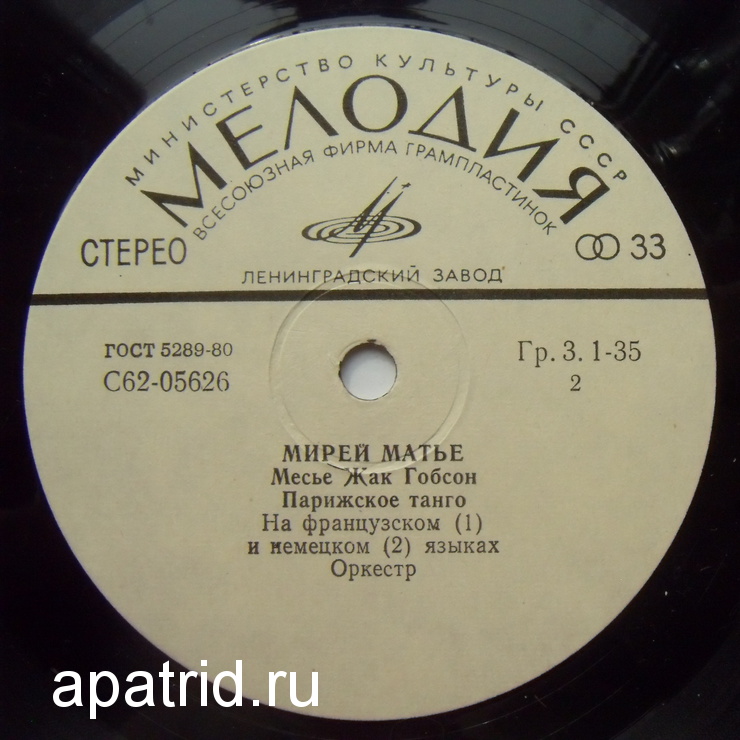 МИНИСТЕРСТВО КУЛЬТУРЫ СССР
МЕЛОДИЯ
ВСЕСОЮЗНАЯ ФИРМА ГРАМПЛАСТИНОК
СТЕРЕО
33
ЛЕНИНГРАДСКИЙ ЗАВОД
ГОСТ 5289-80
Гр. 3. 1-35
С62-05626
2
МИРЕЙ МАТЬЕ
Месье Жак Гобсон
Парижское танго
На французском (1)
и немецком (2) языках
Оркестр
apatrid.ru